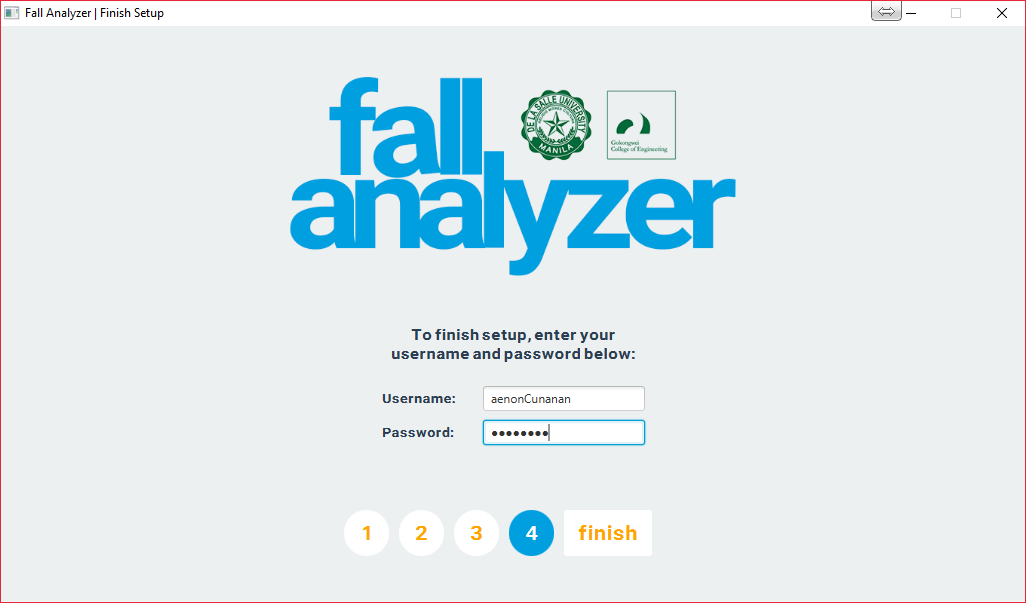 Fall Analyzer | Finish Setup
fall
analyzer
DE LA SALLE UNIVERSITY
MANILA
Gokongwei
College of Engineering
To finish setup, enter your
username and password below:
Username: aenonCunanan
Password: ••••••••
1 2 3 4 finish